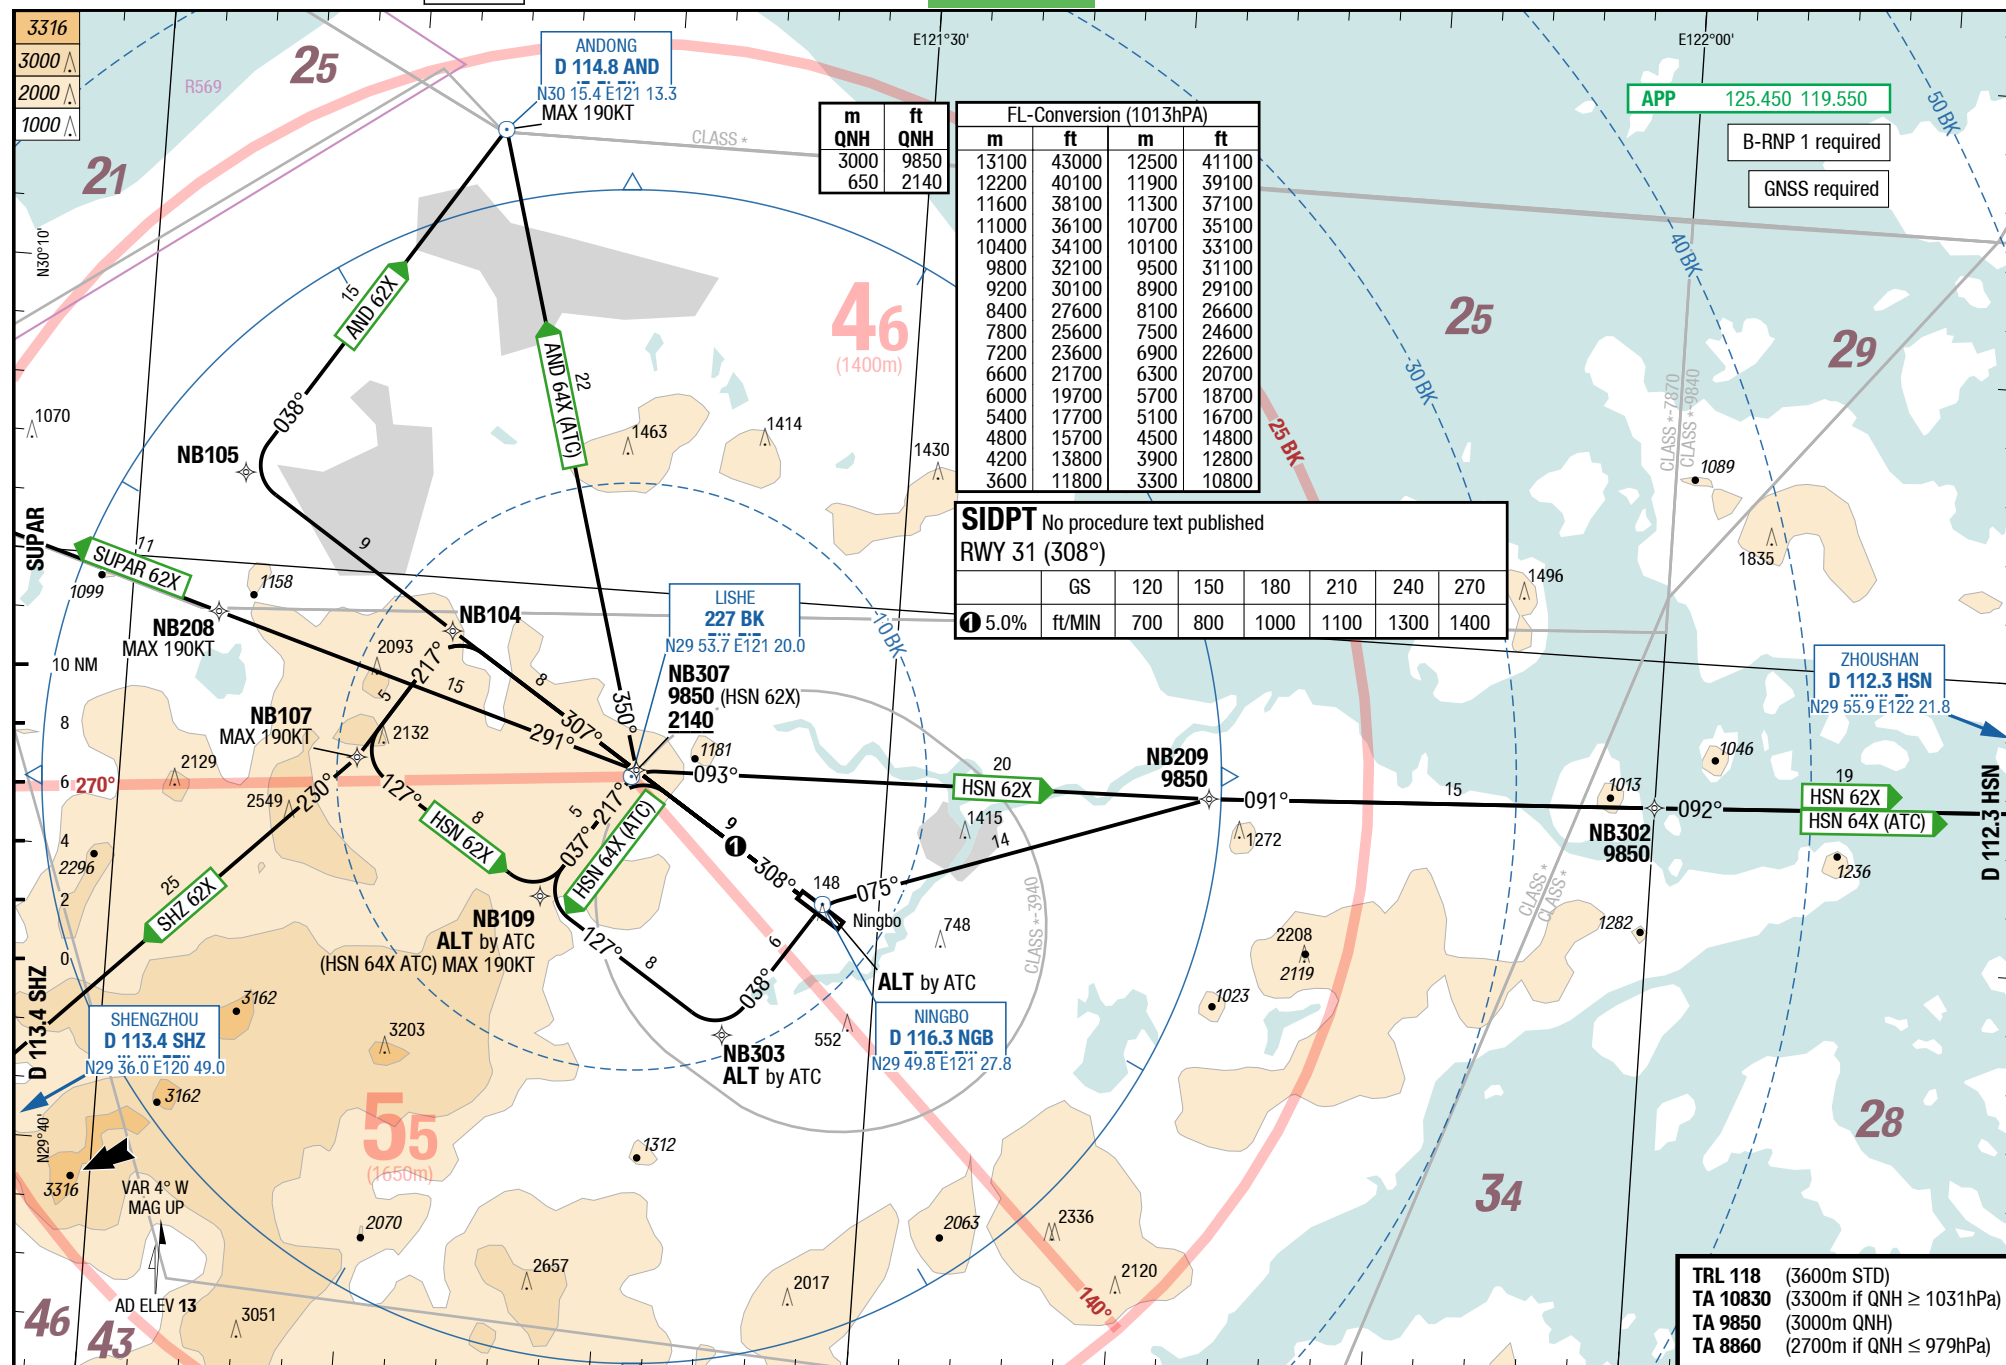 3316
3000
2000
1000
25
R569
21
ANDONG
D 114.8 AND
N30 15.4 E121 13.3
MAX 190KT
CLASS *
E121°30'
E122°00'
50 BK
40 BK
30 BK
25 BK
10 BK
APP 125.450 119.550
B-RNP 1 required
GNSS required
m ft
QNH QNH
3000 9850
650 2140
FL-Conversion (1013hPA)
m ft m ft
13100 43000 12500 41100
12200 40100 11900 39100
11600 38100 11300 37100
11000 36100 10700 35100
10400 34100 10100 33100
9800 32100 9500 31100
9200 30100 8900 29100
8400 27600 8100 26600
7800 25600 7500 24600
7200 23600 6900 22600
6600 21700 6300 20700
6000 19700 5700 18700
5400 17700 5100 16700
4800 15700 4500 14800
4200 13800 3900 12800
3600 11800 3300 10800
SIDPT No procedure text published
RWY 31 (308°)
GS 120 150 180 210 240 270
1 5.0% ft/MIN 700 800 1000 1100 1300 1400
N30°10'
15
AND 62X
038°
NB105
22
AND 64X (ATC)
350°
46
(1400m)
25
29
CLASS *-7870
CLASS *-9840
1070
1463
1414
1430
1089
1835
1496
SUPAR
11
SUPAR 62X
1099
1158
9
NB208
MAX 190KT
NB104
LISHE
227 BK
N29 53.7 E121 20.0
NB307
9850 (HSN 62X)
2140
10 NM
8
6
4
2
0
2093
217°
5
15
8
307°
291°
NB107
MAX 190KT
2132
2129
270°
2549
230°
127°
8
HSN 62X
5
037°-217°
HSN 64X (ATC)
1181
093°
20
HSN 62X
NB209
9850
091°
15
NB302
9850
092°
19
HSN 62X
HSN 64X (ATC)
ZHOUSHAN
D 112.3 HSN
N29 55.9 E122 21.8
D 112.3 HSN
1046
1013
1236
1282
1272
1415
14
9
1
308°
148
075°
Ningbo
748
CLASS *-3940
CLASS *
CLASS *
2296
25
SHZ 62X
NB109
ALT by ATC
(HSN 64X ATC) MAX 190KT
127°
8
6
038°
ALT by ATC
NB303
ALT by ATC
552
NINGBO
D 116.3 NGB
N29 49.8 E121 27.8
2208
2119
1023
D 113.4 SHZ
SHENGZHOU
D 113.4 SHZ
N29 36.0 E120 49.0
3162
3203
3162
55
(1650m)
N29°40'
3316
VAR 4° W
MAG UP
AD ELEV 13
1312
2070
2657
2063
2017
2336
2120
140°
3051
46
43
34
28
TRL 118 (3600m STD)
TA 10830 (3300m if QNH ≥ 1031hPa)
TA 9850 (3000m QNH)
TA 8860 (2700m if QNH ≤ 979hPa)